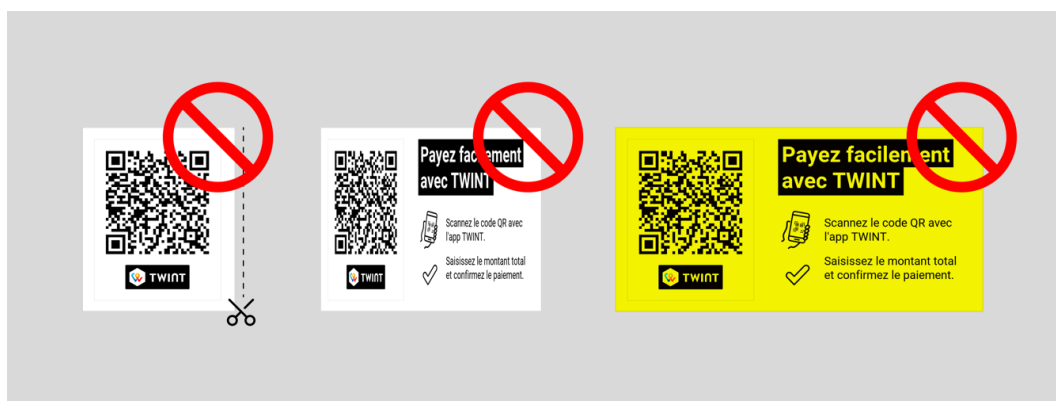 TWINT
Payez facilement
avec TWINT
Scannez le code QR avec
l'app TWINT.
Saisissez le montant total
et confirmez le paiement.
TWINT
Payez facilement
avec TWINT
Scannez le code QR avec
l'app TWINT.
Saisissez le montant total
et confirmez le paiement.
TWINT